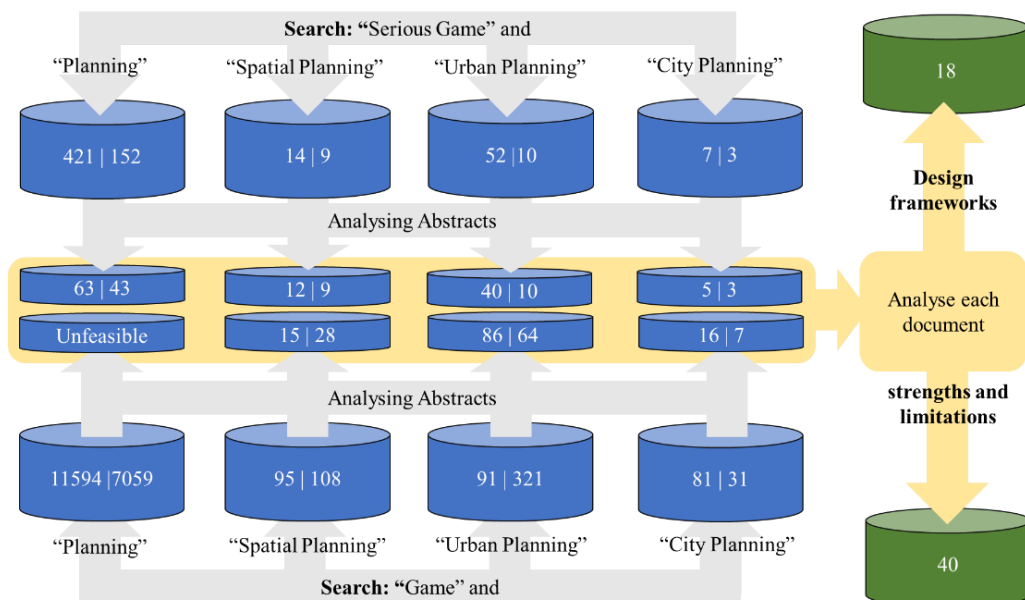 Search: “Serious Game” and
“Planning”
“Spatial Planning”
“Urban Planning”
“City Planning”
421 | 152
14 | 9
52 |10
7 | 3
18
Design
frameworks
Analysing Abstracts
63 | 43
12 | 9
40 | 10
5 | 3
Unfeasible
15 | 28
86 | 64
16 | 7
Analyse each
document
Analysing Abstracts
strengths and
limitations
11594 |7059
95 | 108
91 | 321
81 | 31
“Planning”
“Spatial Planning”
“Urban Planning”
“City Planning”
40
Search: “Game” and